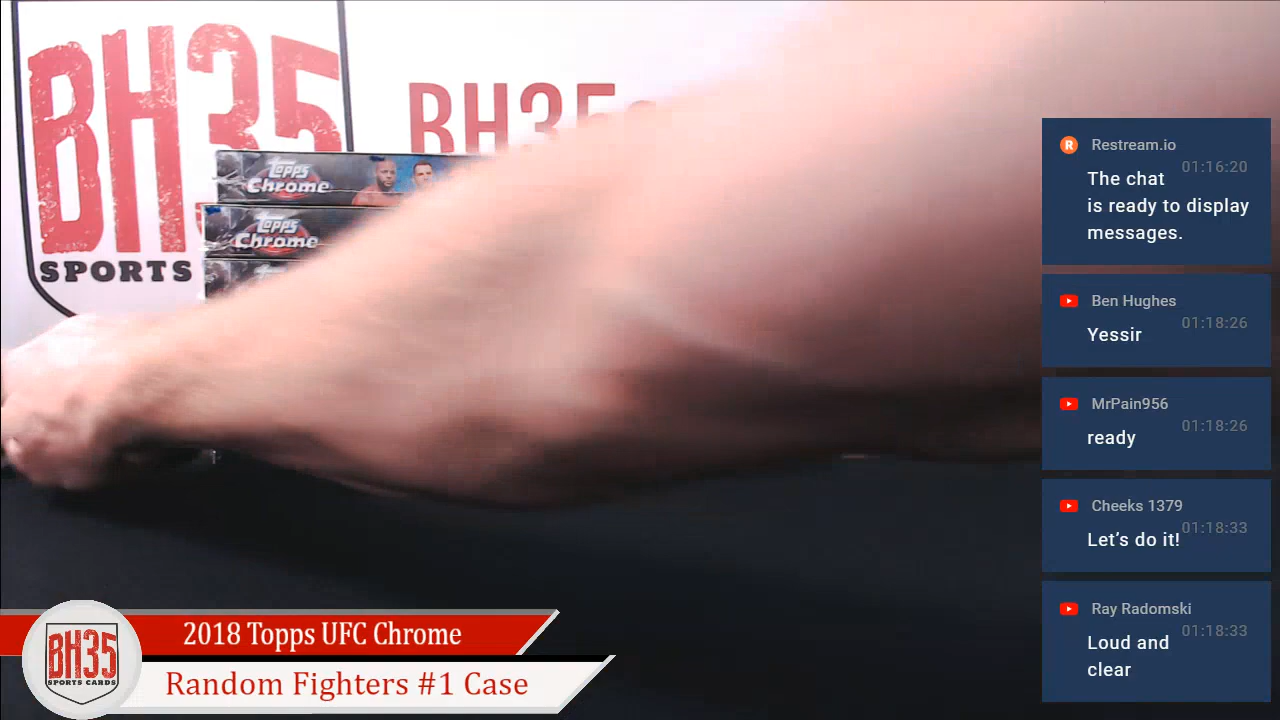 BH35
SPORTS
BH35
Topps
Chrome
Topps
Chrome
Restream.io
01:16:20
The chat
is ready to display
messages.
Ben Hughes
01:18:26
Yessir
MrPain956
01:18:26
ready
Cheeks 1379
01:18:33
Let's do it!
Ray Radomski
01:18:33
Loud and
clear
2018 Topps UFC Chrome
Random Fighters #1 Case
BH35
SPORTS CARDS